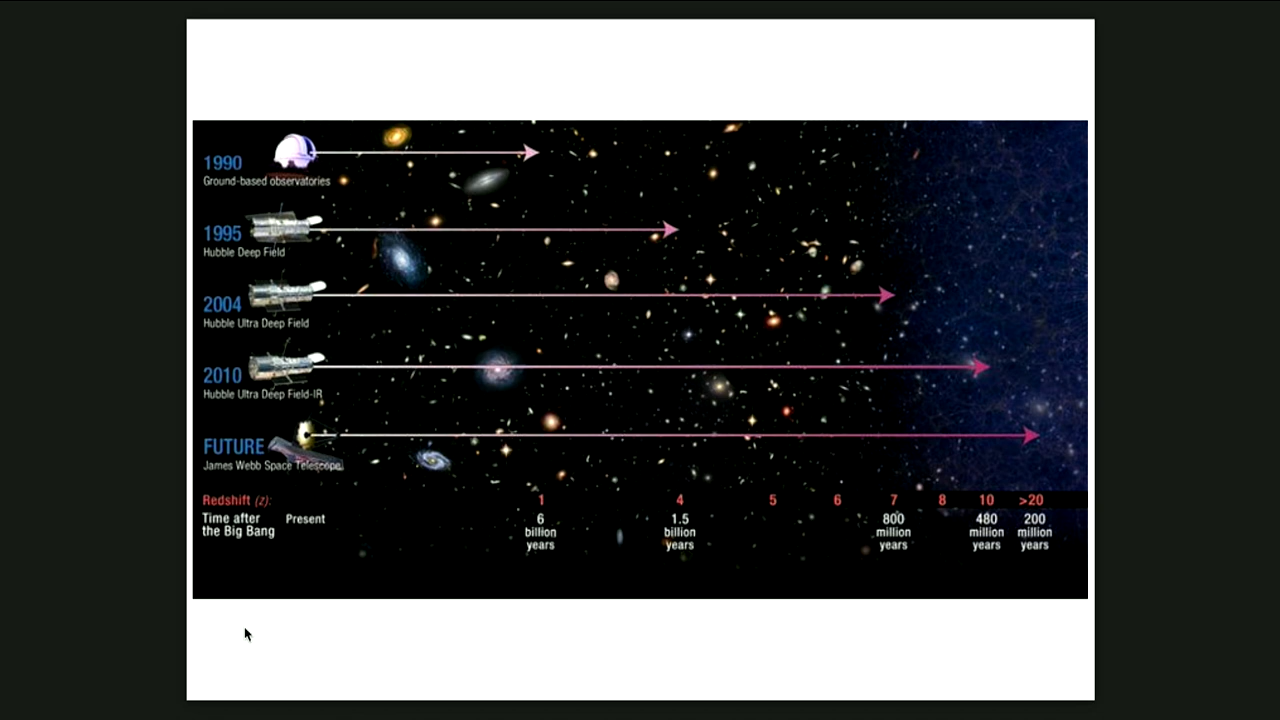 1990
Ground-based observatories
1995
Hubble Deep Field
2004
Hubble Ultra Deep Field
2010
Hubble Ultra Deep Field-IR
FUTURE
James Webb Space Telescope
Redshift (z): 1 4 5 6 7 8 10 >20
Time after Present 6 1.5 800 480 200
the Big Bang billion billion million million million
years years years years years